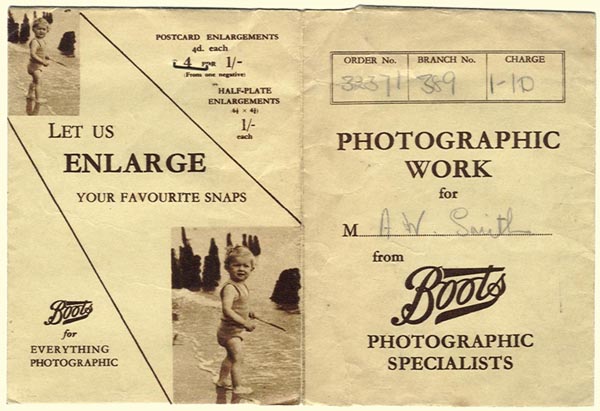 POSTCARD ENLARGEMENTS
4d. each
4 FOR 1/-
(From one negative)
HALF-PLATE
ENLARGEMENTS
1/-
each
LET US
ENLARGE
YOUR FAVOURITE SNAPS
Boots
for
EVERYTHING
PHOTOGRAPHIC
ORDER No. BRANCH No. CHARGE
32371 389 1-10
PHOTOGRAPHIC
WORK
for
M A W. Smith
from
Boots
PHOTOGRAPHIC
SPECIALISTS